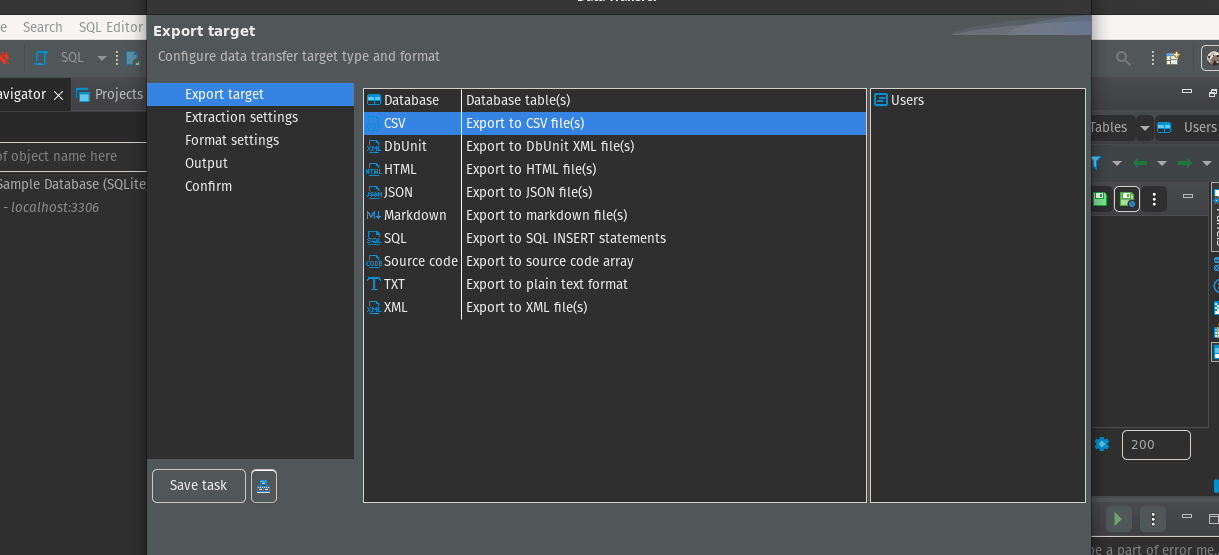 Search SQL Editor
SQL
avigator Projects
of object name here
Sample Database (SQLite
- localhost:3306
Export target
Configure data transfer target type and format
Export target
Extraction settings
Format settings
Output
Confirm
Save task
Database Database table(s)
CSV Export to CSV file(s)
DbUnit Export to DbUnit XML file(s)
HTML Export to HTML file(s)
JSON Export to JSON file(s)
Markdown Export to markdown file(s)
SQL Export to SQL INSERT statements
Source code Export to source code array
TXT Export to plain text format
XML Export to XML file(s)
Users
Tables Users
200
be a part of error me